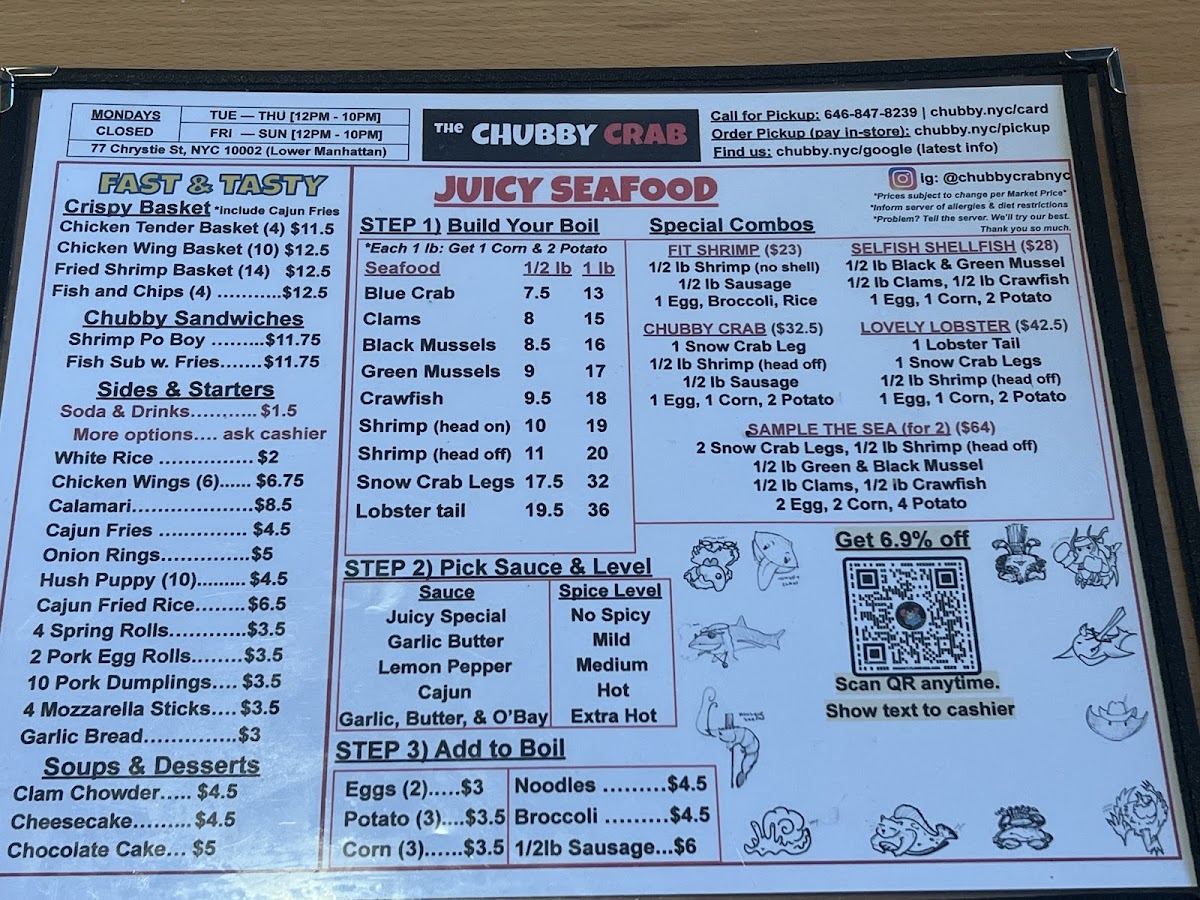 MONDAYS
CLOSED
TUE — THU [12PM - 10PM]
FRI — SUN [12PM - 10PM]
77 Chrystie St, NYC 10002 (Lower Manhattan)
THE CHUBBY CRAB
Call for Pickup: 646-847-8239 | chubby.nyc/card
Order Pickup (pay in-store): chubby.nyc/pickup
Find us: chubby.nyc/google (latest info)
FAST & TASTY
Crispy Basket *include Cajun Fries
Chicken Tender Basket (4) $11.5
Chicken Wing Basket (10) $12.5
Fried Shrimp Basket (14) $12.5
Fish and Chips (4) ...........$12.5
Chubby Sandwiches
Shrimp Po Boy .........$11.75
Fish Sub w. Fries.......$11.75
Sides & Starters
Soda & Drinks........... $1.5
More options.... ask cashier
White Rice ............... $2
Chicken Wings (6)...... $6.75
Calamari.....................$8.5
Cajun Fries .............. $4.5
Onion Rings...............$5
Hush Puppy (10)......... $4.5
Cajun Fried Rice........$6.5
4 Spring Rolls............$3.5
2 Pork Egg Rolls........$3.5
10 Pork Dumplings.... $3.5
4 Mozzarella Sticks....$3.5
Garlic Bread..............$3
Soups & Desserts
Clam Chowder..... $4.5
Cheesecake......... $4.5
Chocolate Cake... $5
JUICY SEAFOOD
ig: @chubbycrabnyc
*Prices subject to change per Market Price*
*Inform server of allergies & diet restrictions
*Problem? Tell the server. We'll try our best.
Thank you so much.
STEP 1) Build Your Boil
*Each 1 lb: Get 1 Corn & 2 Potato
Seafood 1/2 lb 1 lb
Blue Crab 7.5 13
Clams 8 15
Black Mussels 8.5 16
Green Mussels 9 17
Crawfish 9.5 18
Shrimp (head on) 10 19
Shrimp (head off) 11 20
Snow Crab Legs 17.5 32
Lobster tail 19.5 36
Special Combos
FIT SHRIMP ($23)
1/2 lb Shrimp (no shell)
1/2 lb Sausage
1 Egg, Broccoli, Rice
SELFISH SHELLFISH ($28)
1/2 lb Black & Green Mussel
1/2 lb Clams, 1/2 lb Crawfish
1 Egg, 1 Corn, 2 Potato
CHUBBY CRAB ($32.5)
1 Snow Crab Leg
1/2 lb Shrimp (head off)
1/2 lb Sausage
1 Egg, 1 Corn, 2 Potato
LOVELY LOBSTER ($42.5)
1 Lobster Tail
1 Snow Crab Legs
1/2 lb Shrimp (head off)
1 Egg, 1 Corn, 2 Potato
SAMPLE THE SEA (for 2) ($64)
2 Snow Crab Legs, 1/2 lb Shrimp (head off)
1/2 lb Green & Black Mussel
1/2 lb Clams, 1/2 lb Crawfish
2 Egg, 2 Corn, 4 Potato
STEP 2) Pick Sauce & Level
Sauce
Juicy Special
Garlic Butter
Lemon Pepper
Cajun
Garlic, Butter, & O'Bay
Spice Level
No Spicy
Mild
Medium
Hot
Extra Hot
STEP 3) Add to Boil
Eggs (2).....$3
Potato (3)....$3.5
Corn (3)......$3.5
Noodles .........$4.5
Broccoli .........$4.5
1/2lb Sausage...$6
Get 6.9% off
Scan QR anytime.
Show text to cashier